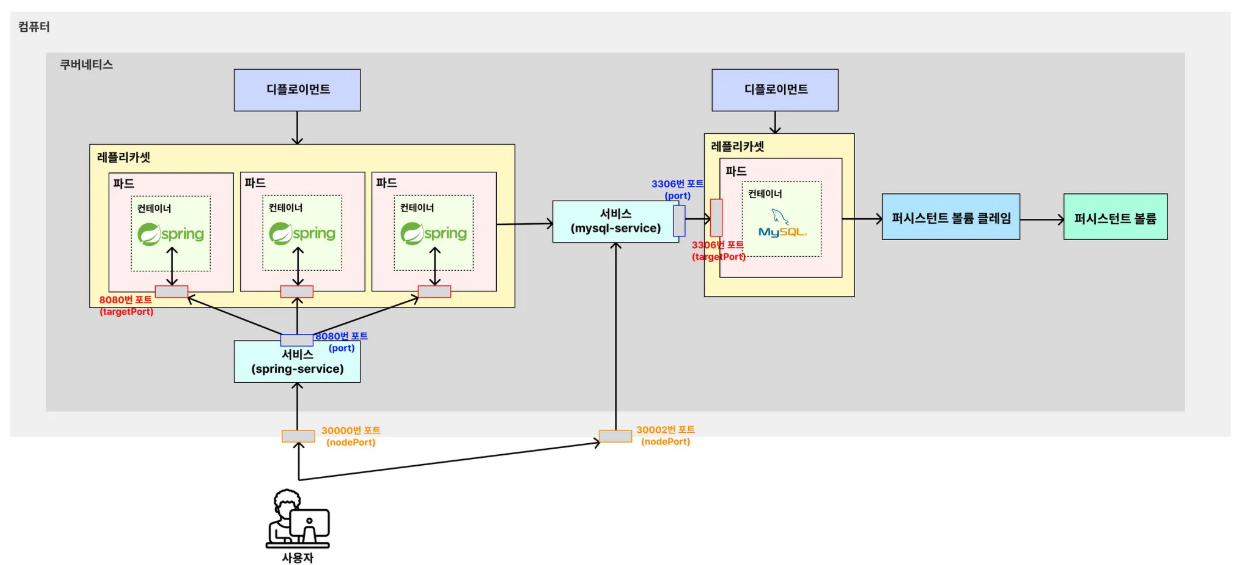 컴퓨터
쿠버네티스
디플로이먼트
레플리카셋
파드
컨테이너
spring
파드
컨테이너
spring
파드
컨테이너
spring
8080번 포트
(targetPort)
8080번 포트
(port)
서비스
(spring-service)
30000번 포트
(nodePort)
사용자
서비스
(mysql-service)
3306번 포트
(port)
30002번 포트
(nodePort)
디플로이먼트
레플리카셋
파드
컨테이너
MySQL
3306번 포트
(targetPort)
퍼시스턴트 볼륨 클레임
퍼시스턴트 볼륨